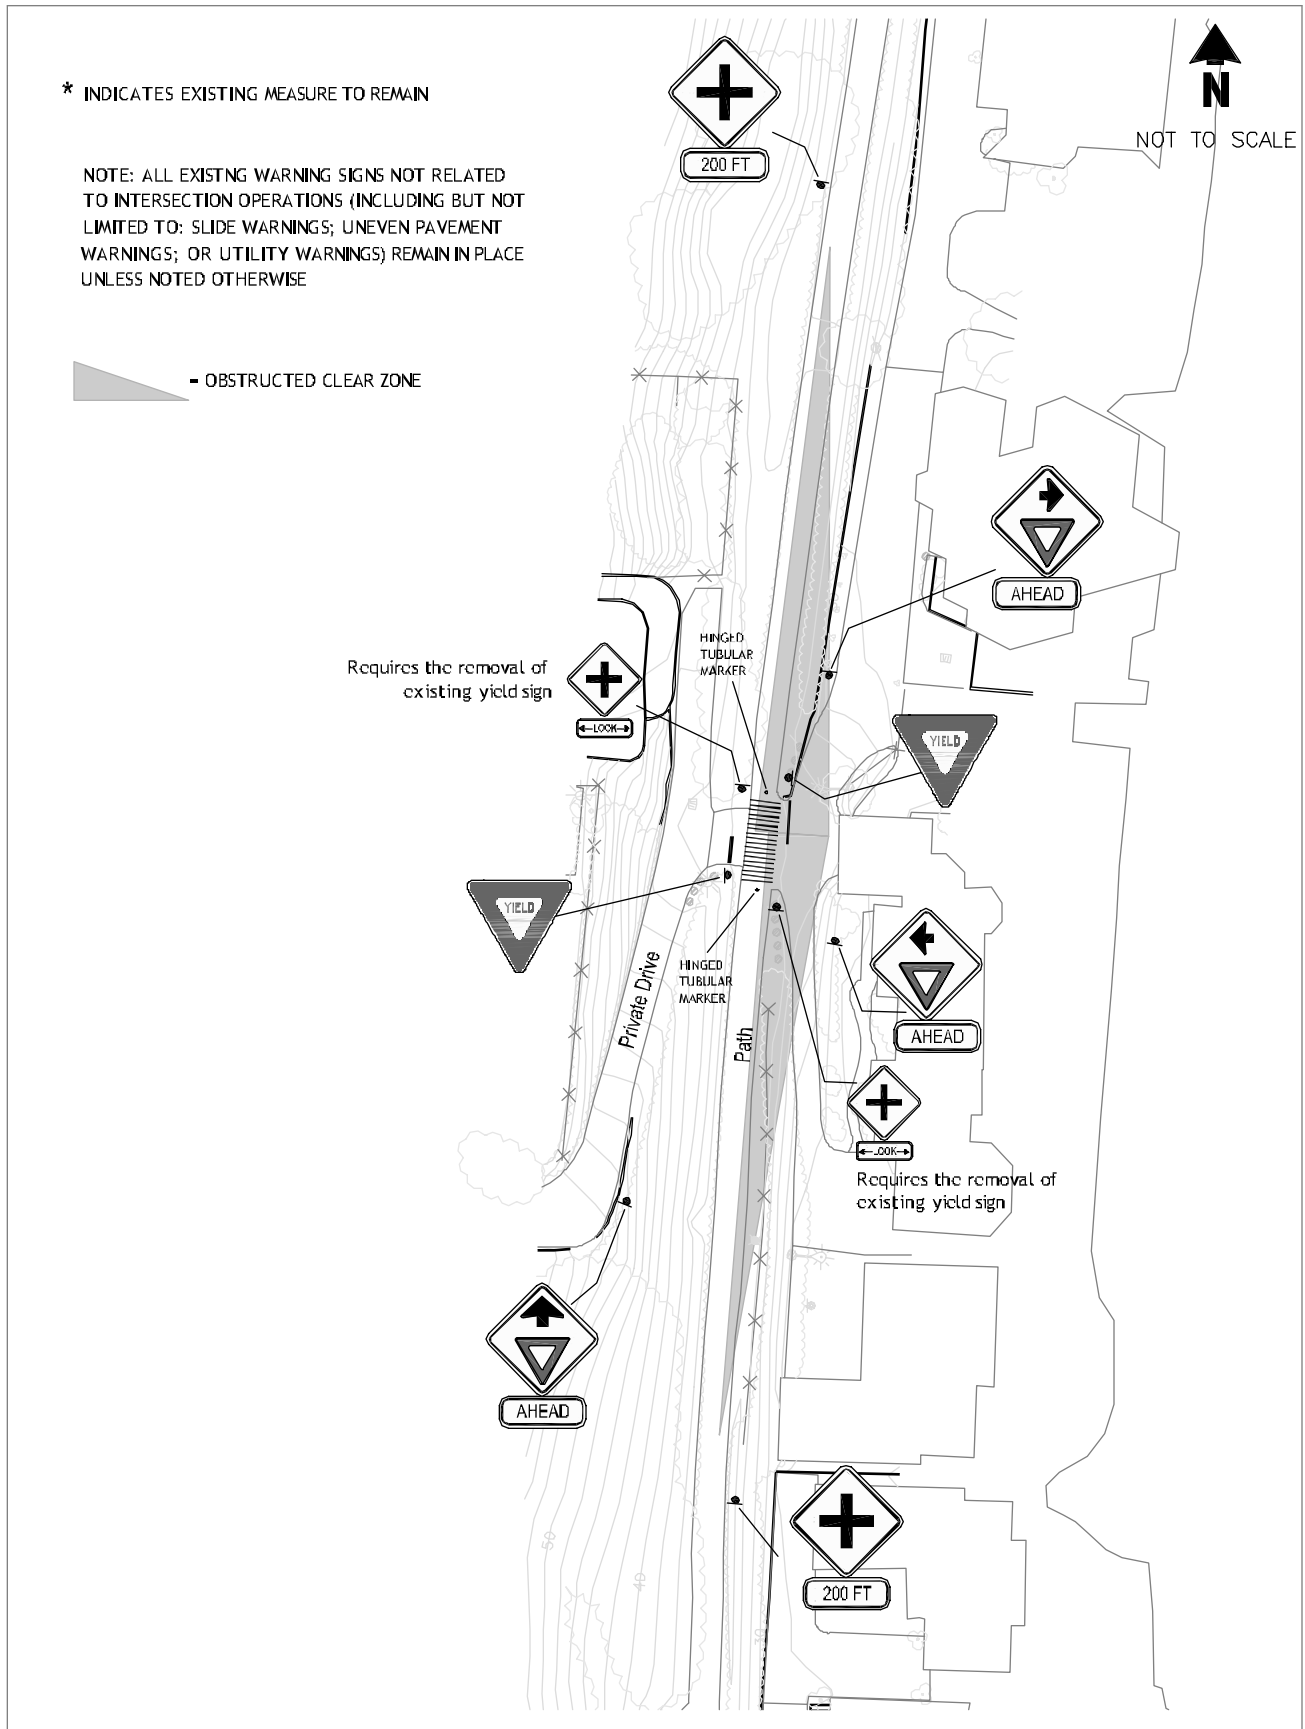 * INDICATES EXISTING MEASURE TO REMAIN
NOTE: ALL EXISTNG WARNING SIGNS NOT RELATED
TO INTERSECTION OPERATIONS (INCLUDING BUT NOT
LIMITED TO: SLIDE WARNINGS; UNEVEN PAVEMENT
WARNINGS; OR UTILITY WARNINGS) REMAIN IN PLACE
UNLESS NOTED OTHERWISE
= OBSTRUCTED CLEAR ZONE
200 FT
N
NOT TO SCALE
AHEAD
HINGED
TUBULAR
MARKER
Requires the removal of
existing yield sign
LOOK
YIELD
YIELD
HINGED
TUBULAR
MARKER
Private Drive
Path
AHEAD
LOOK
Requires the removal of
existing yield sign
AHEAD
200 FT
50
40